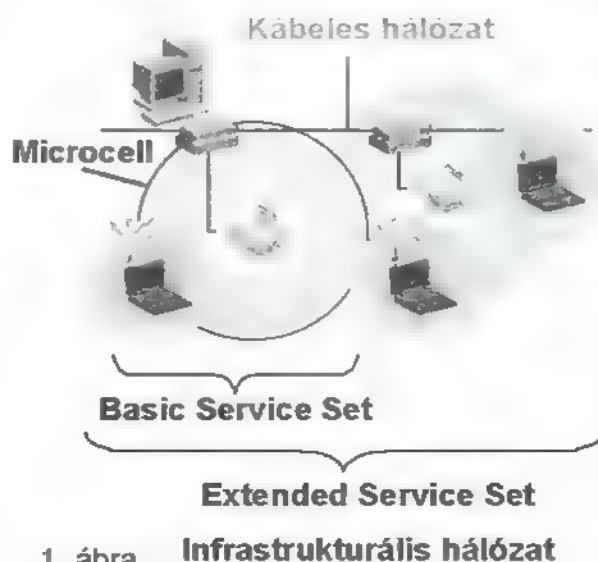 Kábeles hálózat
Microcell
Basic Service Set
Extended Service Set
1. ábra Infrastrukturális hálózat